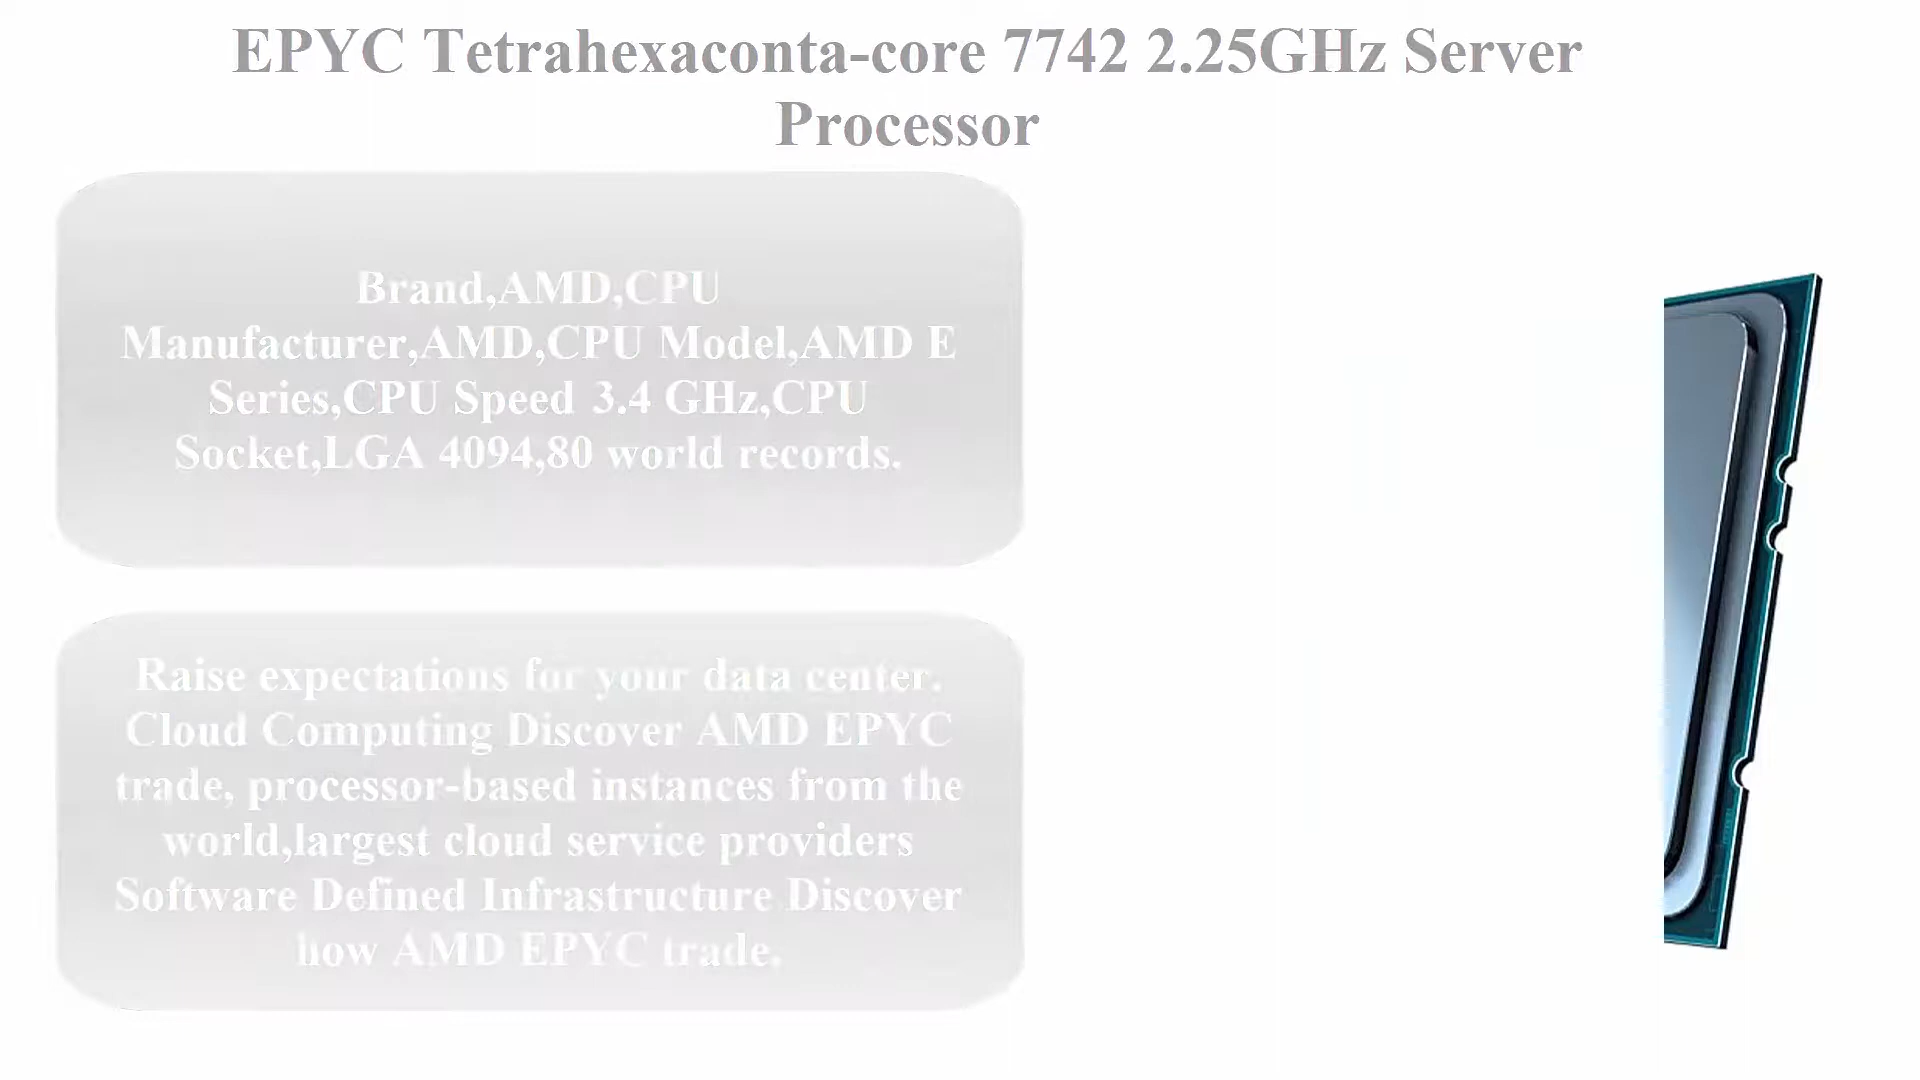 EPYC Tetrahexaconta-core 7742 2.25GHz Server
Processor
Brand,AMD,CPU
Manufacturer,AMD,CPU Model,AMD E
Series,CPU Speed 3.4 GHz,CPU
Socket,LGA 4094,80 world records.
Raise expectations for your data center.
Cloud Computing Discover AMD EPYC
trade, processor-based instances from the
world,largest cloud service providers
Software Defined Infrastructure Discover
how AMD EPYC trade.